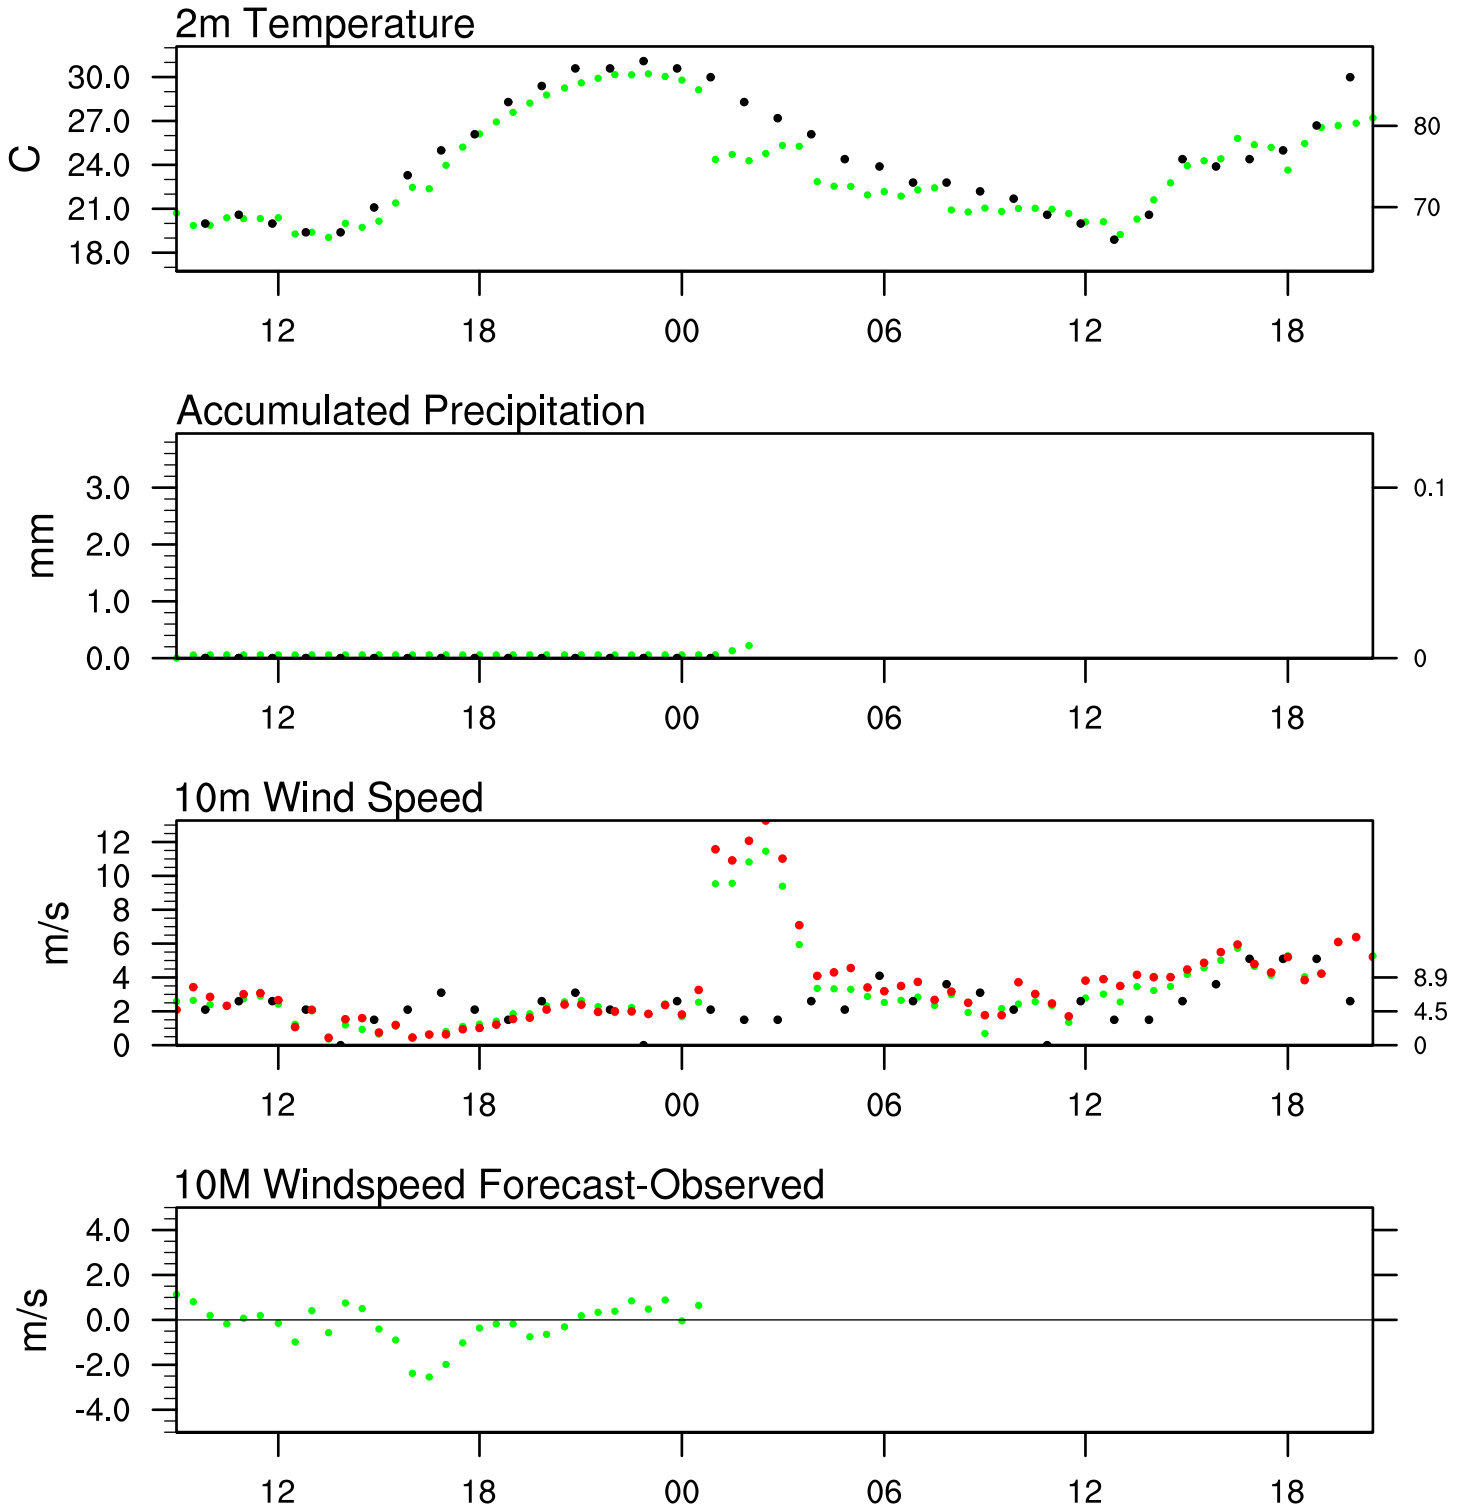 2m Temperature
30.0
27.0
24.0
21.0
18.0
C
80
70
12 18 00 06 12 18
Accumulated Precipitation
3.0
2.0
1.0
0.0
mm
0.1
0
12 18 00 06 12 18
10m Wind Speed
12
10
8
6
4
2
0
m/s
8.9
4.5
0
12 18 00 06 12 18
10M Windspeed Forecast-Observed
4.0
2.0
0.0
-2.0
-4.0
m/s
12 18 00 06 12 18